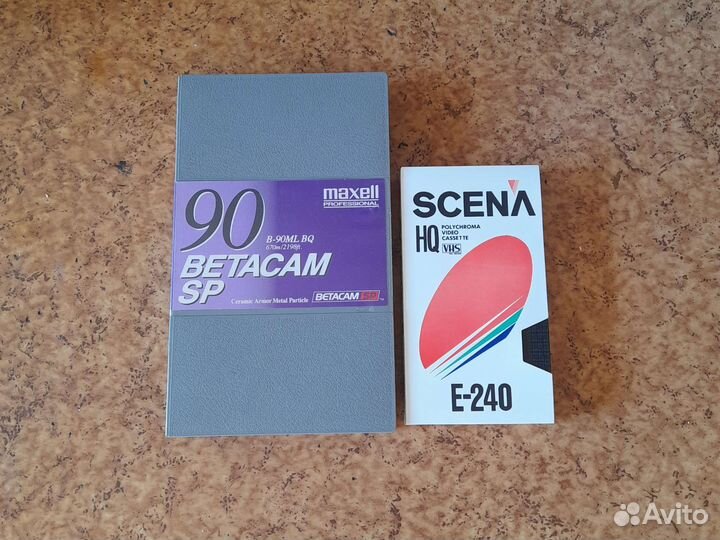 90
maxell
PROFESSIONAL
B-90ML BQ
670m/2198ft.
BETACAM
SP
Ceramic Armor Metal Particle
BETACAM SP
TM
SCENA
HQ
POLYCHROMA
VIDEO
CASSETTE
VHS
E-240
Avito